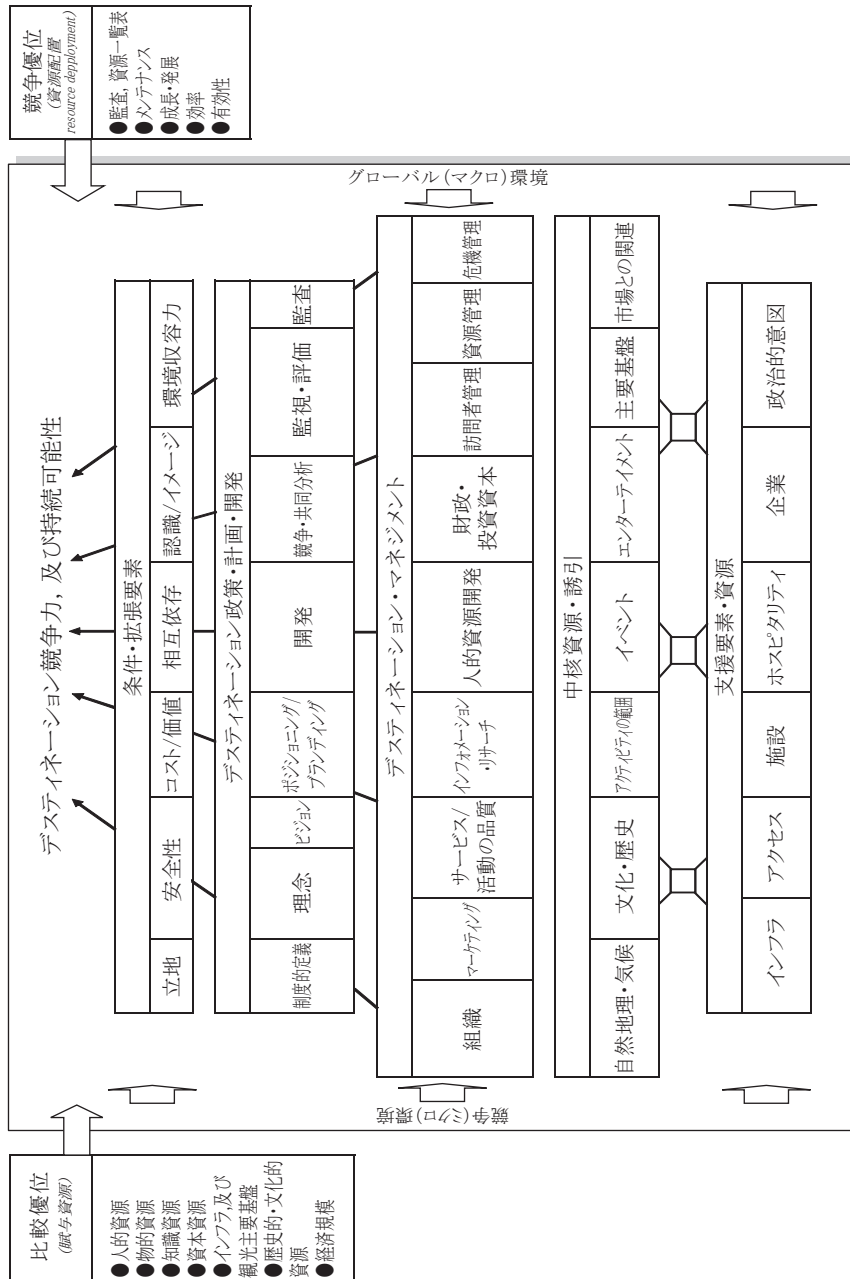 比較優位
(賦与資源)
●人的資源
●物的資源
●知識資源
●資本資源
●インフラ,及び
観光主要基盤
●歴史的・文化的
資源
●経済規模
競争優位
(資源配置
resource depployment)
●監査, 資源一覧表
●メンテナンス
●成長・発展
●効率
●有効性
競争(ミクロ)環境
グローバル(マクロ)環境
デスティネーション競争力, 及び持続可能性
条件・拡張要素
立地
安全性
コスト/価値
相互依存
認識/イメージ
環境収容力
デスティネーション政策・計画・開発
制度的定義
理念
ビジョン
ポジショニング/
ブランディング
開発
競争・共同分析
監視・評価
監査
デスティネーション・マネジメント
組織
マーケティング
サービス/
活動の品質
インフォメーション
・リサーチ
人的資源開発
財政・
投資資本
訪問者管理
資源管理
危機管理
中核資源・誘引
自然地理・気候
文化・歴史
アクティビティの範囲
イベント
エンターテイメント
主要基盤
市場との関連
支援要素・資源
インフラ
アクセス
施設
ホスピタリティ
企業
政治的意図